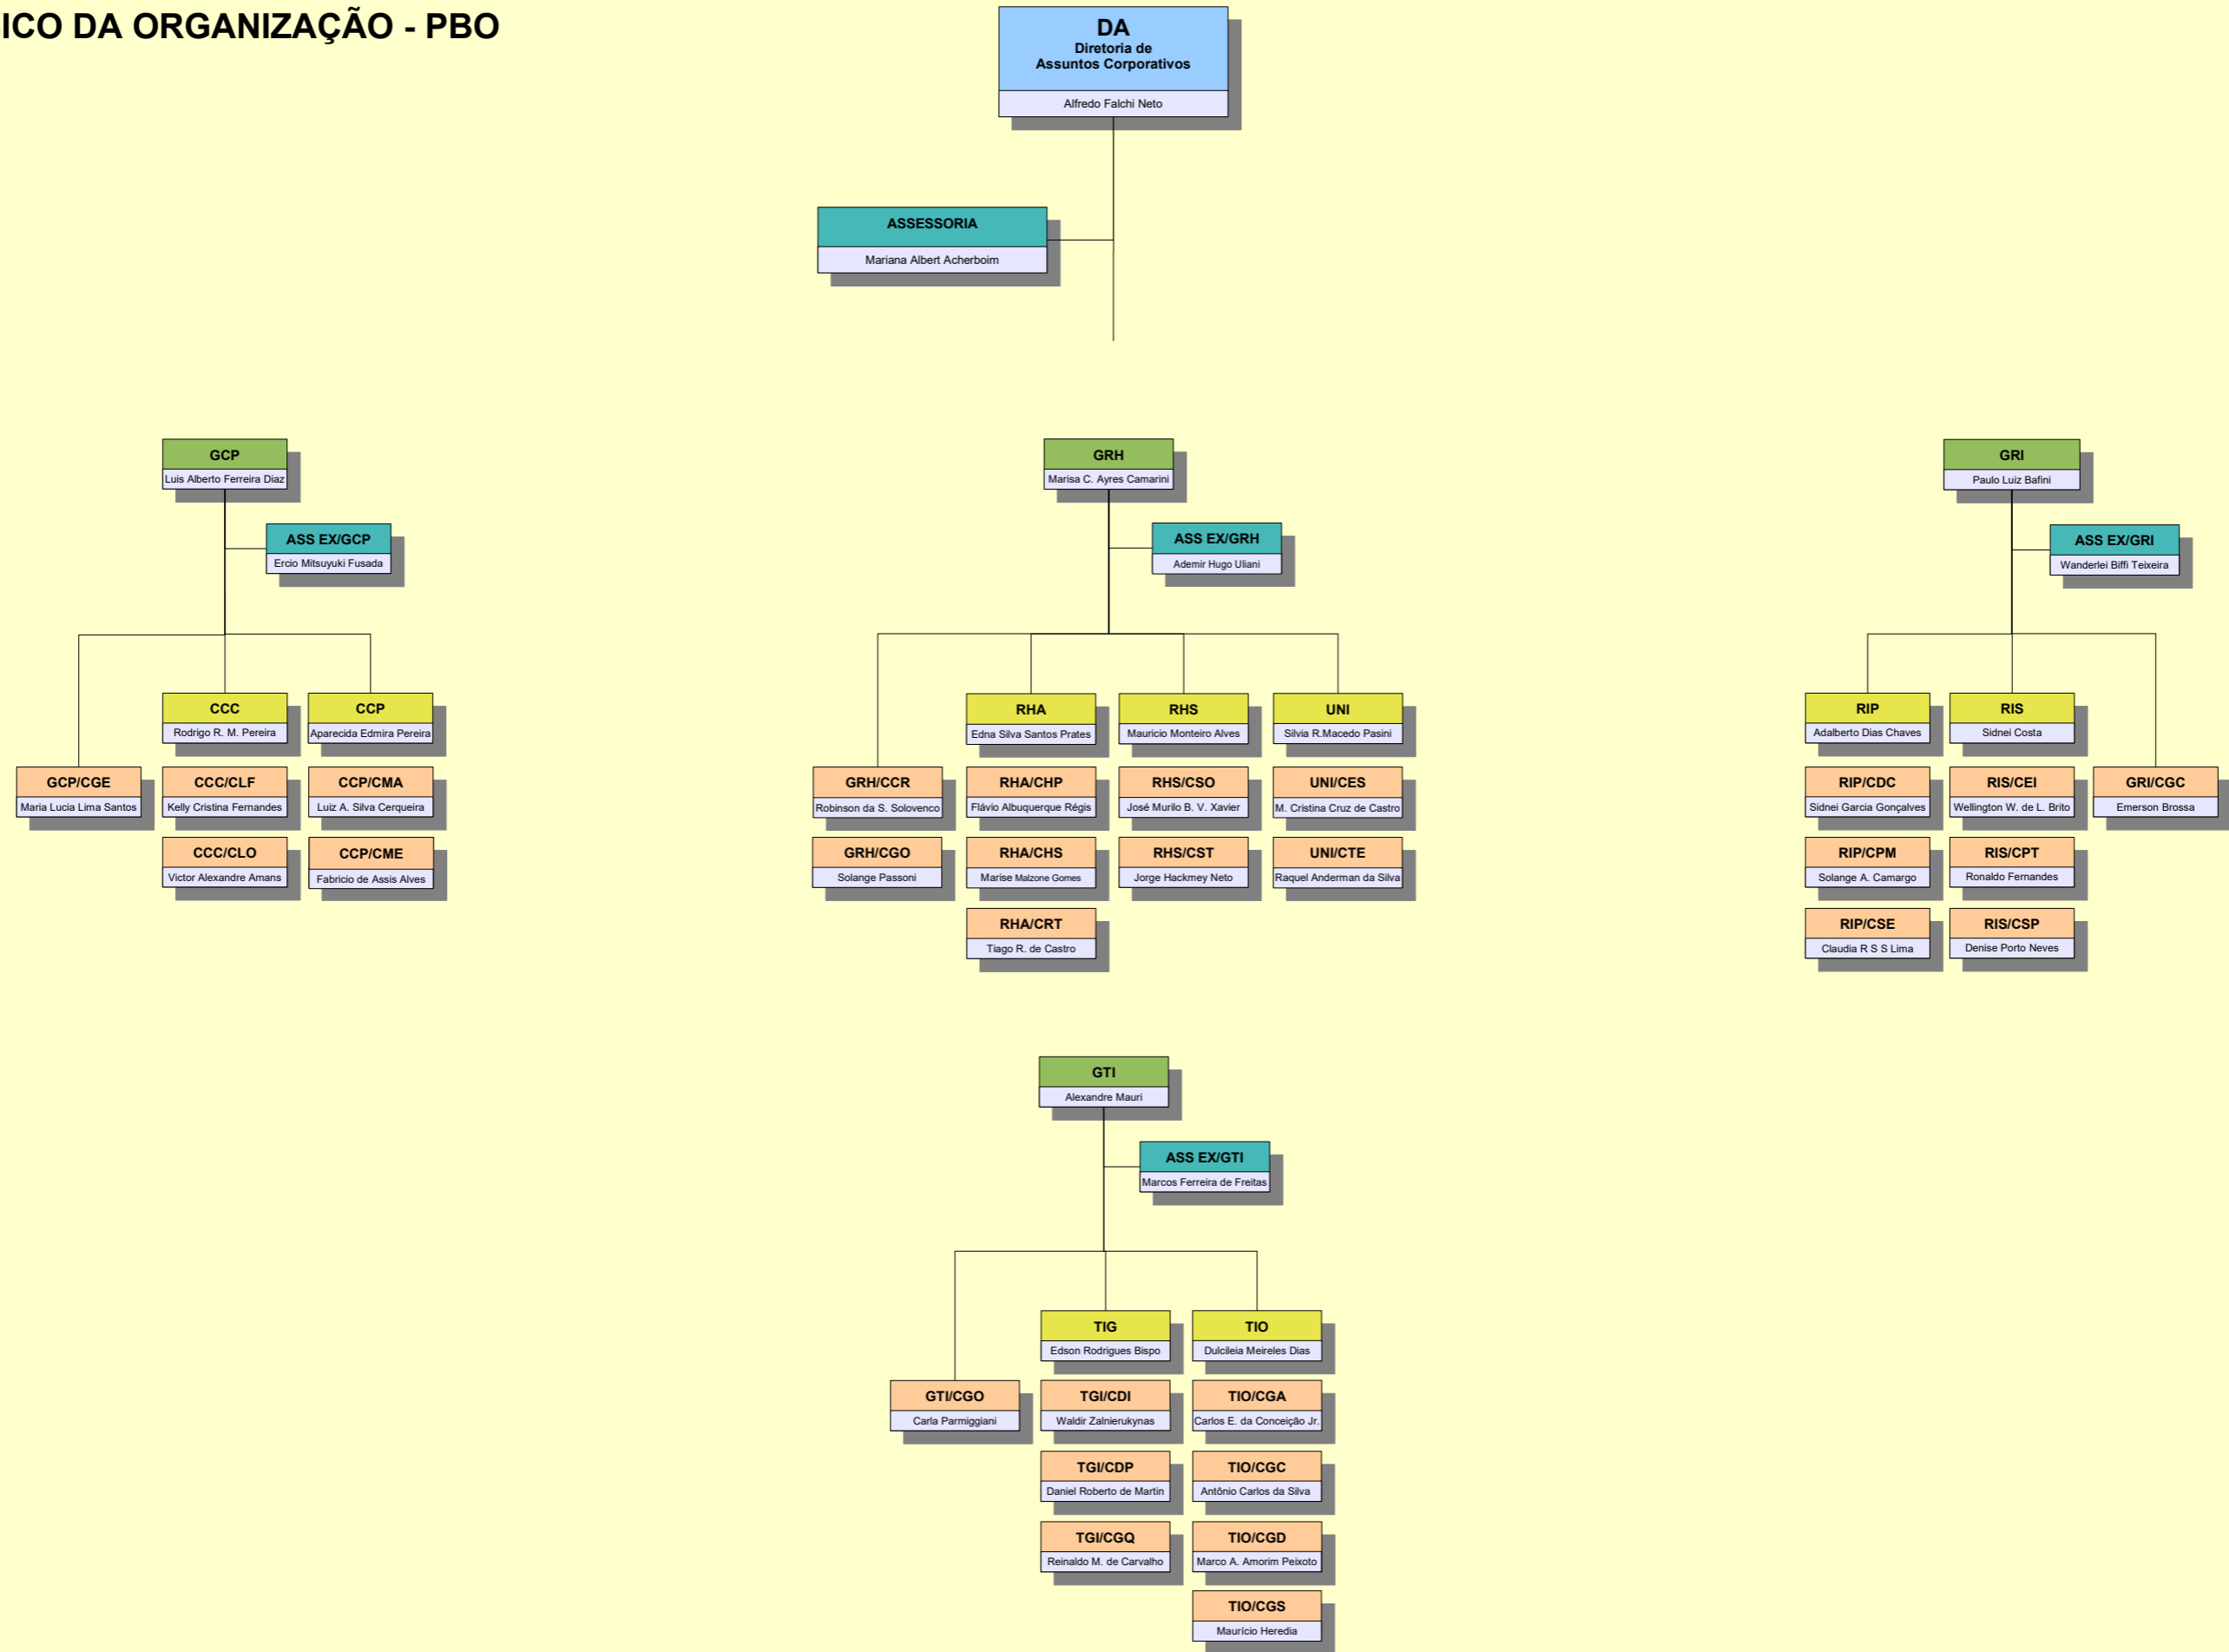 ICO DA ORGANIZAÇÃO - PBO
DA
Diretoria de
Assuntos Corporativos
Alfredo Falchi Neto
ASSESSORIA
Mariana Albert Acherboim
GCP
Luis Alberto Ferreira Diaz
ASS EX/GCP
Ercio Mitsuyuki Fusada
CCC
Rodrigo R. M. Pereira
CCP
Aparecida Edmira Pereira
GCP/CGE
Maria Lucia Lima Santos
CCC/CLF
Kelly Cristina Fernandes
CCP/CMA
Luiz A. Silva Cerqueira
CCC/CLO
Victor Alexandre Amans
CCP/CME
Fabricio de Assis Alves
GRH
Marisa C. Ayres Camarini
ASS EX/GRH
Ademir Hugo Uliani
RHA
Edna Silva Santos Prates
RHS
Mauricio Monteiro Alves
UNI
Silvia R.Macedo Pasini
GRH/CCR
Robinson da S. Solovenco
RHA/CHP
Flávio Albuquerque Régis
RHS/CSO
José Murilo B. V. Xavier
UNI/CES
M. Cristina Cruz de Castro
GRH/CGO
Solange Passoni
RHA/CHS
Marise Malzone Gomes
RHS/CST
Jorge Hackmey Neto
UNI/CTE
Raquel Anderman da Silva
RHA/CRT
Tiago R. de Castro
GRI
Paulo Luiz Bafini
ASS EX/GRI
Wanderlei Biffi Teixeira
RIP
Adalberto Dias Chaves
RIS
Sidnei Costa
RIP/CDC
Sidnei Garcia Gonçalves
RIS/CEI
Wellington W. de L. Brito
GRI/CGC
Emerson Brossa
RIP/CPM
Solange A. Camargo
RIS/CPT
Ronaldo Fernandes
RIP/CSE
Claudia R S S Lima
RIS/CSP
Denise Porto Neves
GTI
Alexandre Mauri
ASS EX/GTI
Marcos Ferreira de Freitas
TIG
Edson Rodrigues Bispo
TIO
Dulcileia Meireles Dias
GTI/CGO
Carla Parmiggiani
TGI/CDI
Waldir Zalnierukynas
TIO/CGA
Carlos E. da Conceição Jr.
TGI/CDP
Daniel Roberto de Martin
TIO/CGC
Antônio Carlos da Silva
TGI/CGQ
Reinaldo M. de Carvalho
TIO/CGD
Marco A. Amorim Peixoto
TIO/CGS
Maurício Heredia